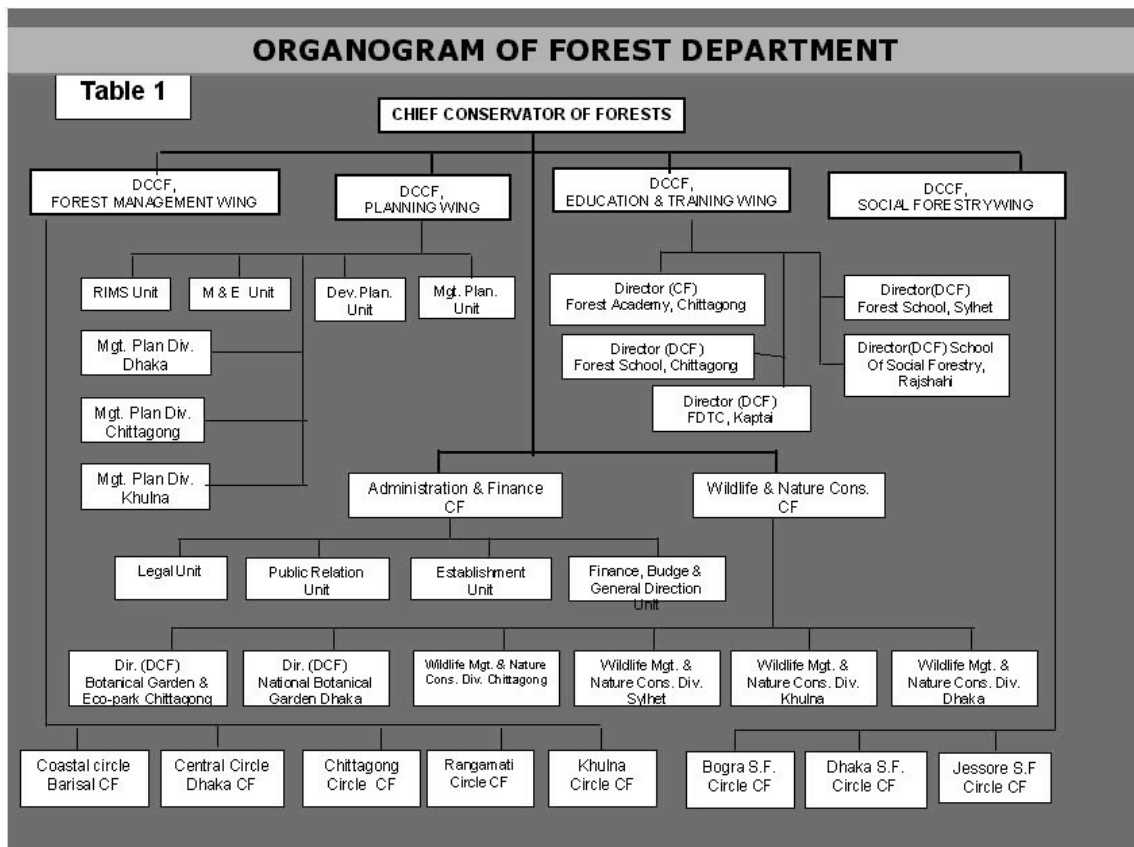 ORGANOGRAM OF FOREST DEPARTMENT
Table 1
CHIEF CONSERVATOR OF FORESTS
DCCF,
FOREST MANAGEMENT WING
DCCF,
PLANNING WING
DCCF,
EDUCATION & TRAINING WING
DCCF,
SOCIAL FORESTRY WING
RIMS Unit
M & E Unit
Dev. Plan.
Unit
Mgt. Plan.
Unit
Mgt. Plan Div.
Dhaka
Mgt. Plan Div.
Chittagong
Mgt. Plan Div.
Khulna
Director (CF)
Forest Academy, Chittagong
Director (DCF)
Forest School, Chittagong
Director (DCF)
FDTC, Kaptai
Director(DCF)
Forest School, Sylhet
Director(DCF) School
Of Social Forestry,
Rajshahi
Administration & Finance
CF
Wildlife & Nature Cons.
CF
Legal Unit
Public Relation
Unit
Establishment
Unit
Finance, Budge &
General Direction
Unit
Dir. (DCF)
Botanical Garden &
Eco-park Chittagong
Dir. (DCF)
National Botanical
Garden Dhaka
Wildlife Mgt. & Nature
Cons. Div. Chittagong
Wildlife Mgt. &
Nature Cons. Div.
Sylhet
Wildlife Mgt. &
Nature Cons. Div.
Khulna
Wildlife Mgt. &
Nature Cons. Div.
Dhaka
Coastal circle
Barisal CF
Central Circle
Dhaka CF
Chittagong
Circle CF
Rangamati
Circle CF
Khulna
Circle CF
Bogra S.F.
Circle CF
Dhaka S.F.
Circle CF
Jessore S.F
Circle CF